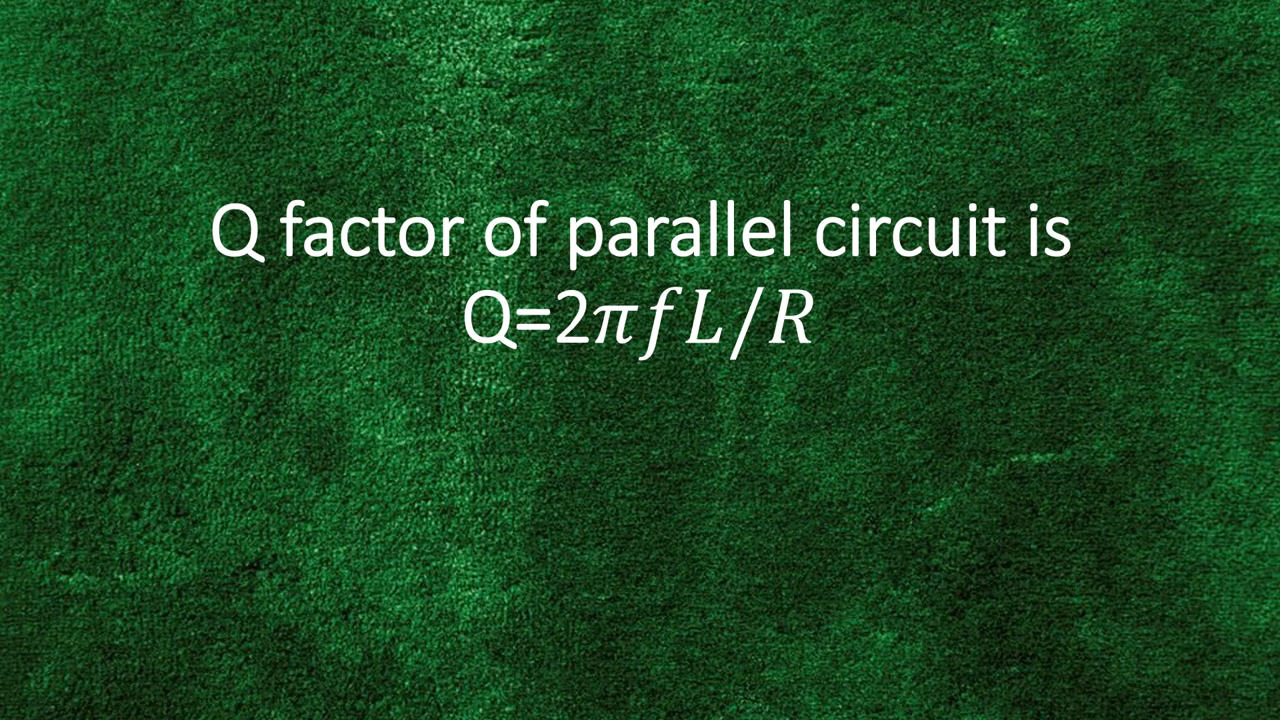 Q factor of parallel circuit is
Q=2𝜋𝑓𝐿/𝑅